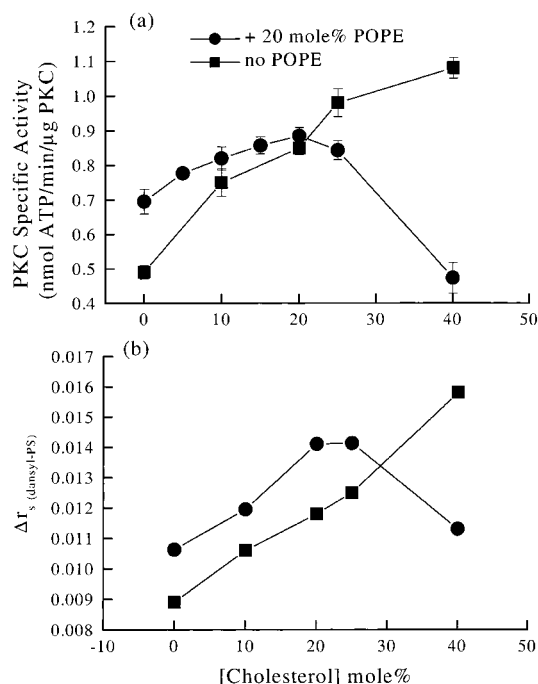 (a)
+ 20 mole% POPE
no POPE
PKC Specific Activity
(nmol ATP/min/µg PKC)
1.2
1.1
1.0
0.9
0.8
0.7
0.6
0.5
0.4
0 10 20 30 40 50
(b)
Δr s (dansyl-PS)
0.017
0.016
0.015
0.014
0.013
0.012
0.011
0.010
0.009
0.008
-10 0 10 20 30 40 50
[Cholesterol] mole%